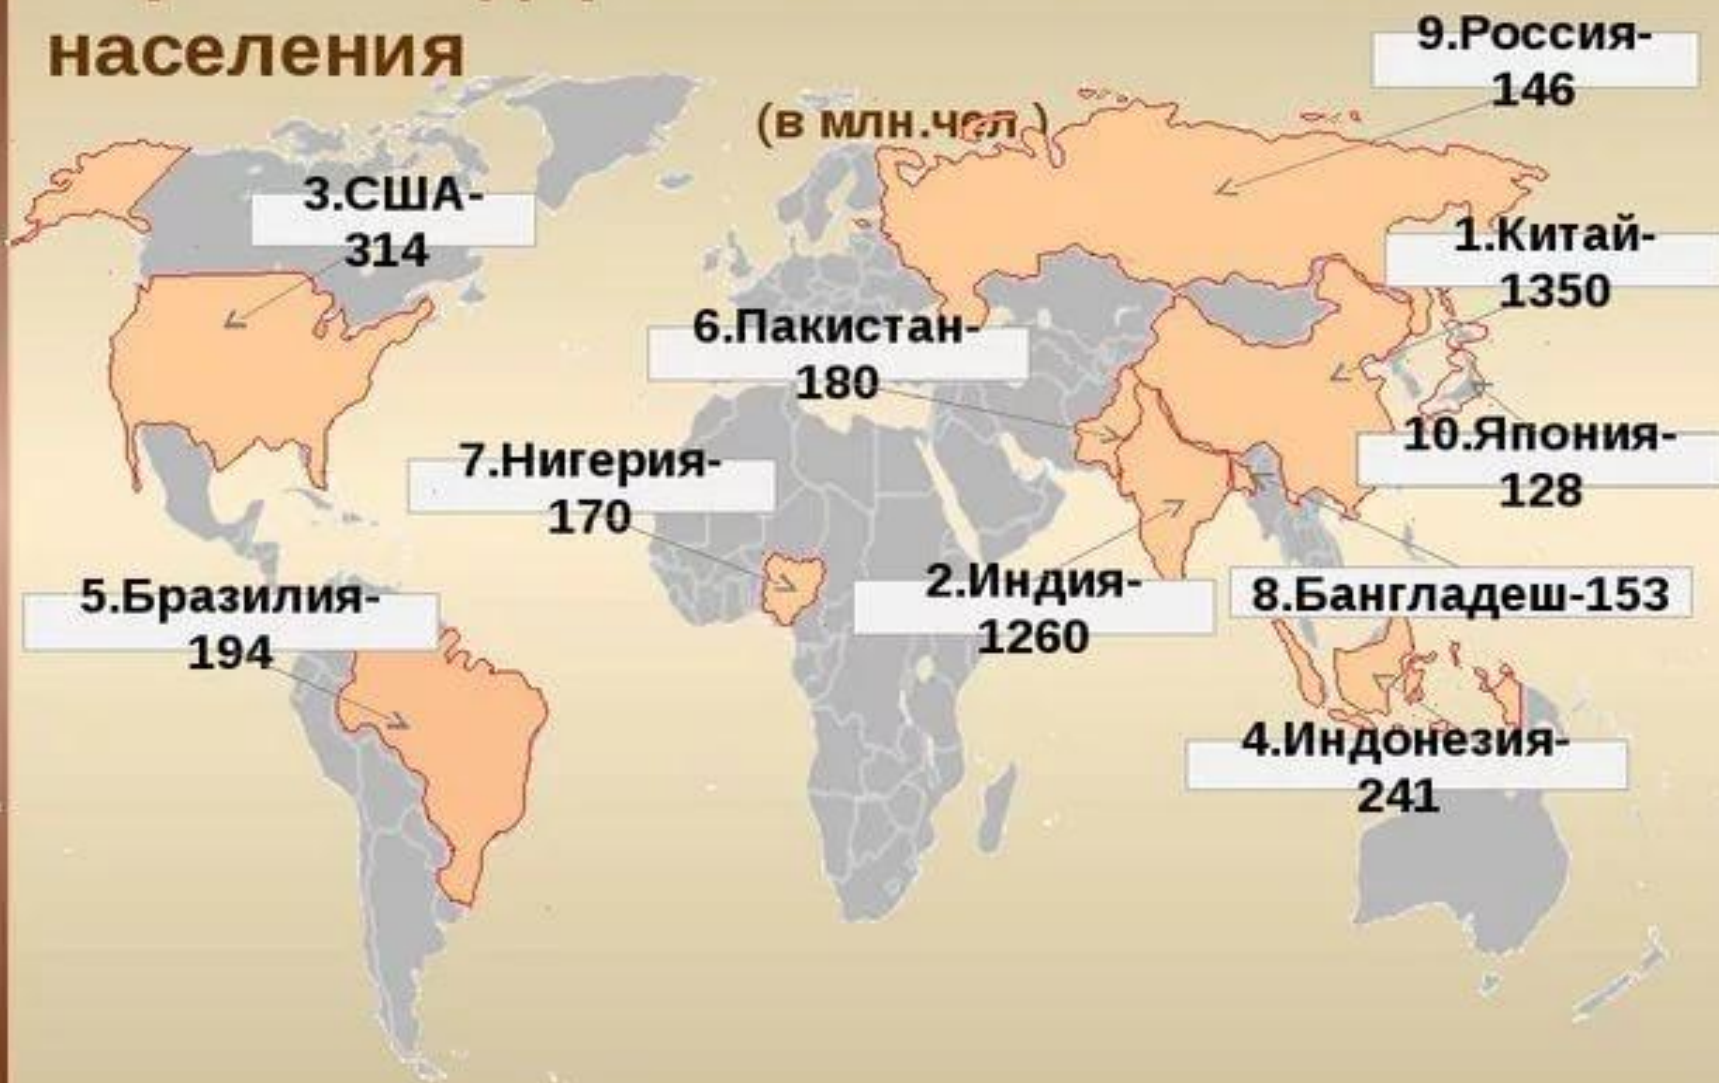 населения
(в млн.чел.)
9.Россия-
146
3.США-
314
1.Китай-
1350
6.Пакистан-
180
10.Япония-
128
7.Нигерия-
170
2.Индия-
1260
8.Бангладеш-153
5.Бразилия-
194
4.Индонезия-
241